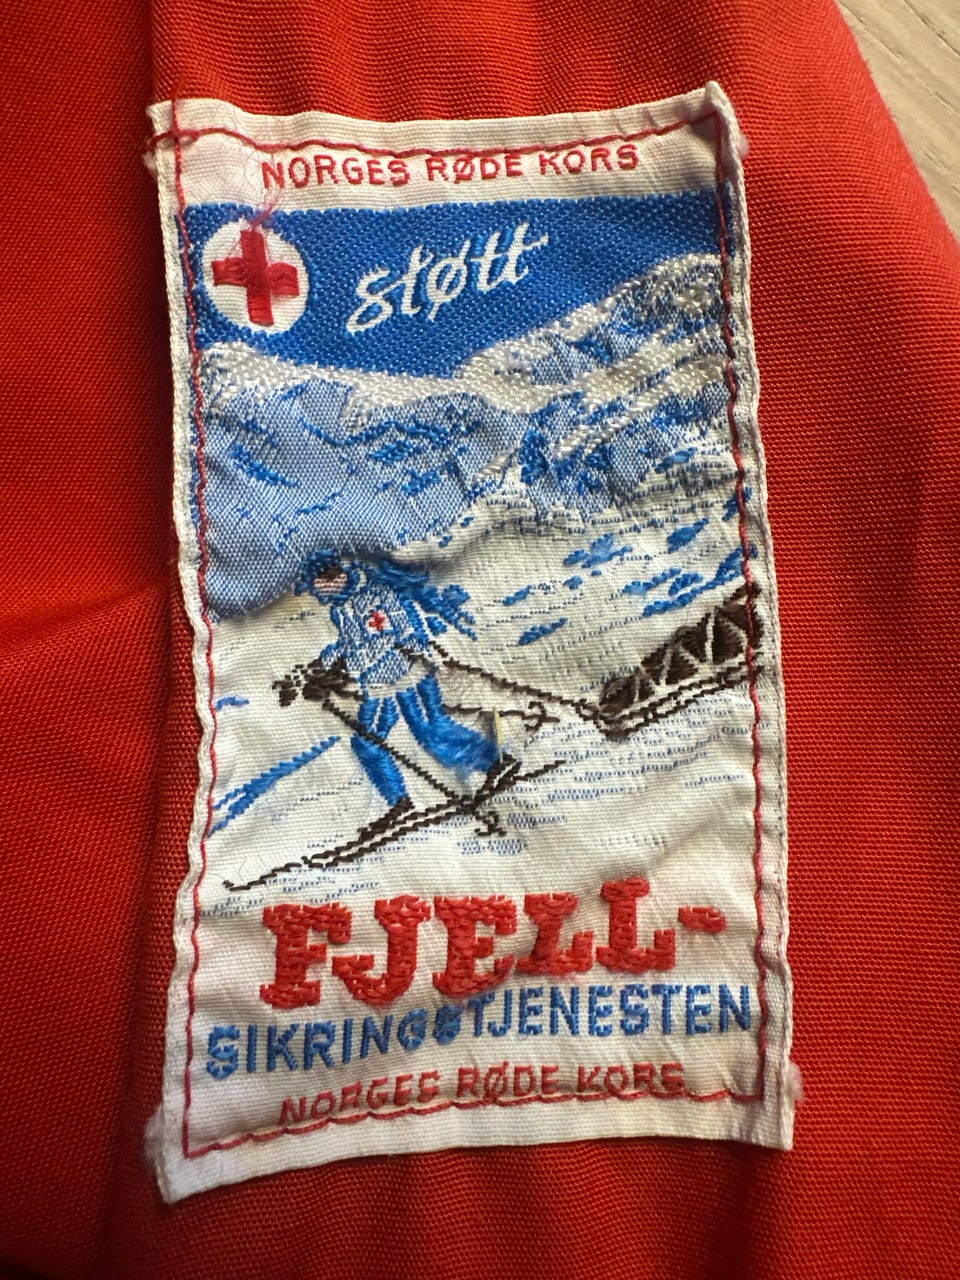 NORGES RØDE KORS
støtt
FJELL-
SIKRINGSTJENESTEN
NORGES RØDE KORS